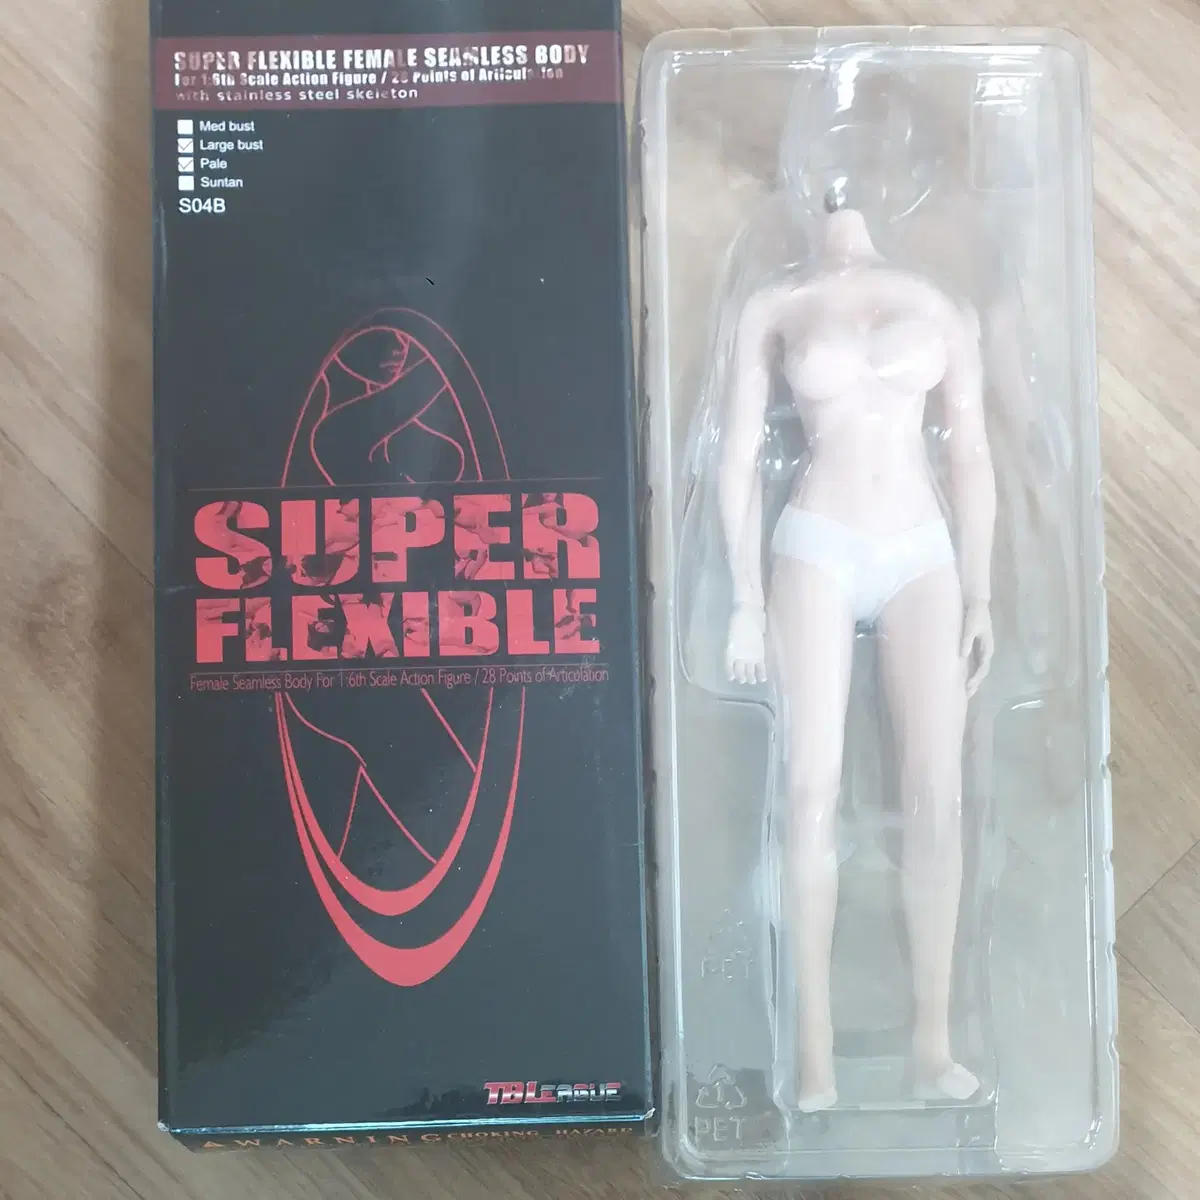 SUPER FLEXIBLE FEMALE SEAMLESS BODY
For 1:6th Scale Action Figure / 28 Points of Articulation
with stainless steel skeleton
Med bust
Large bust
Pale
Suntan
S04B
SUPER
FLEXIBLE
Female Seamless Body For 1:6th Scale Action Figure / 28 Points of Articulation
TBLEAGUE
WARNING CHOKING HAZARD
PET
PET